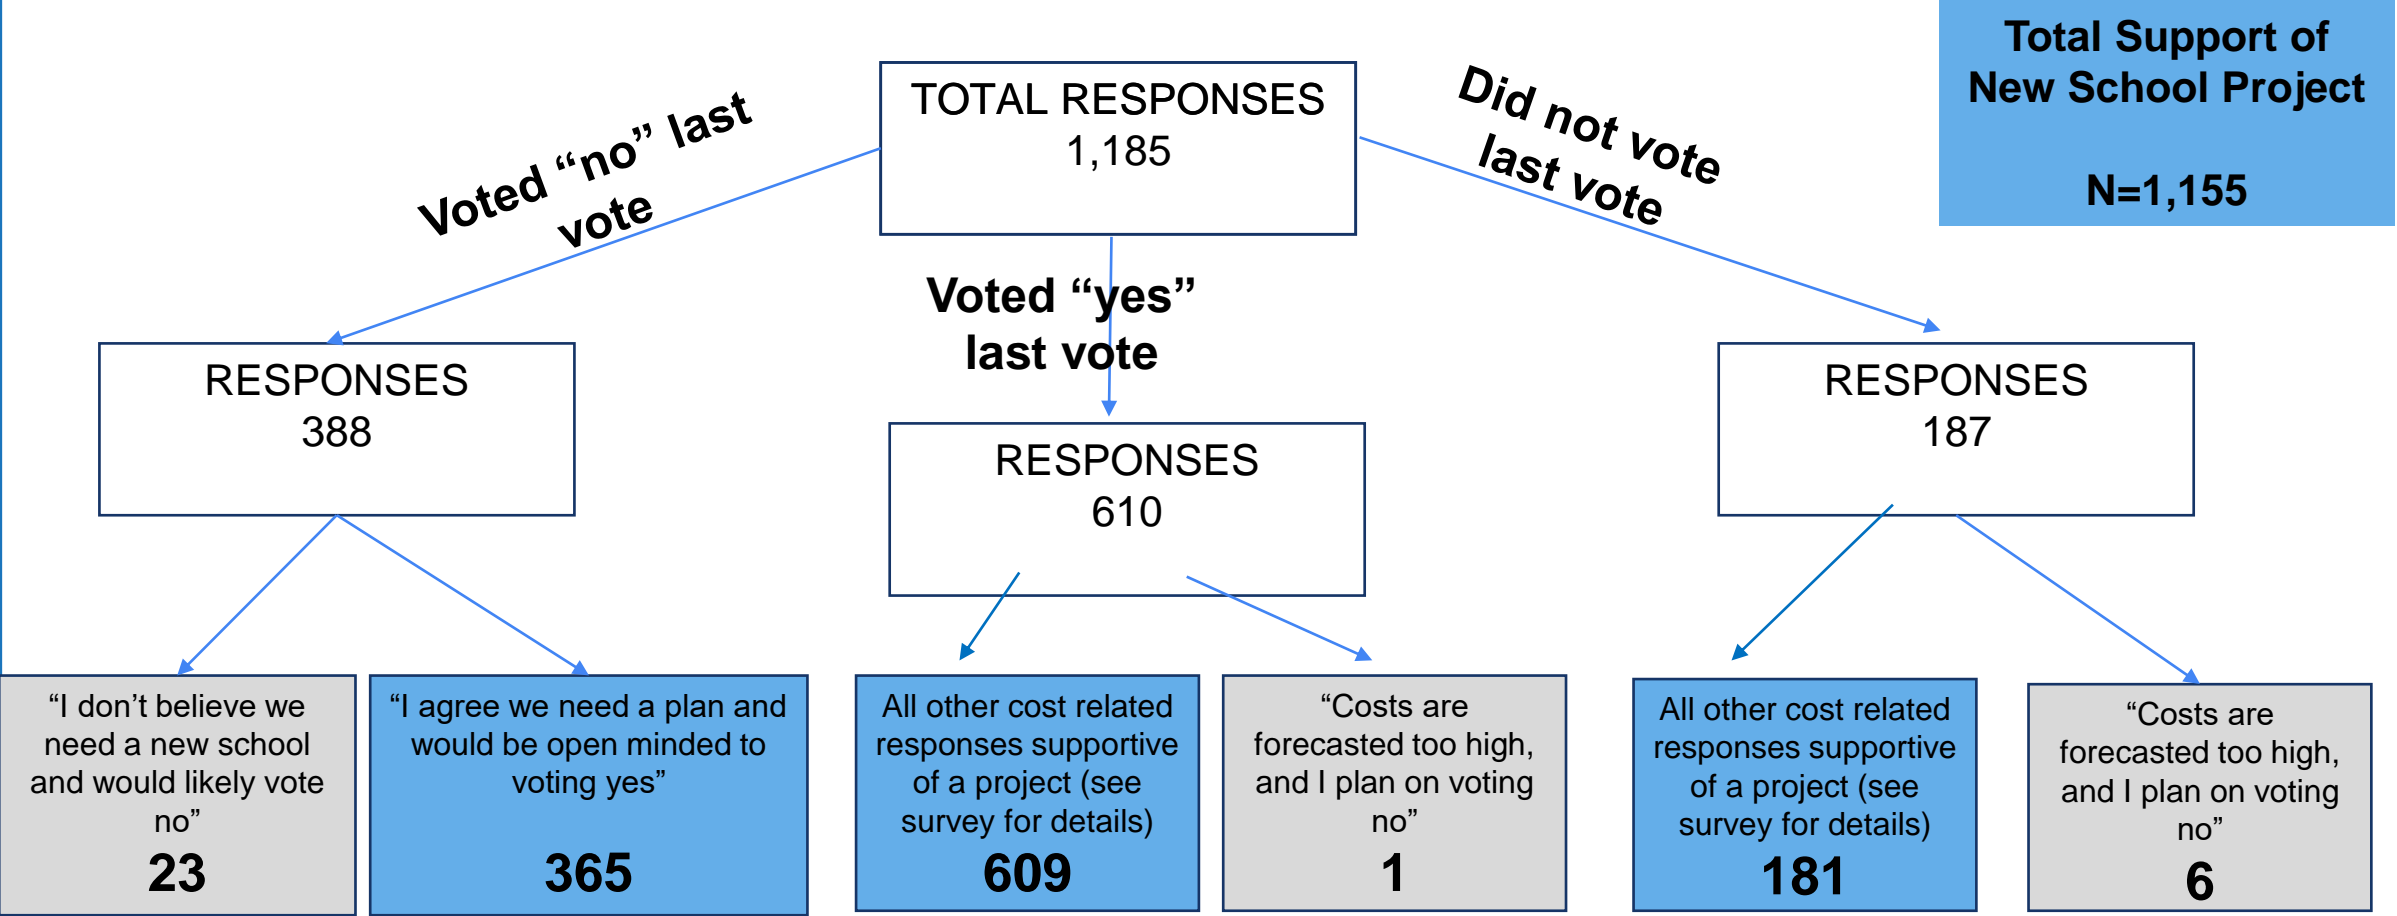 Total Support of
New School Project
N=1,155
TOTAL RESPONSES
1,185
Voted “no” last
vote
Voted “yes”
last vote
Did not vote
last vote
RESPONSES
388
RESPONSES
610
RESPONSES
187
“I don’t believe we
need a new school
and would likely vote
no”
23
“I agree we need a plan and
would be open minded to
voting yes”
365
All other cost related
responses supportive
of a project (see
survey for details)
609
“Costs are
forecasted too high,
and I plan on voting
no”
1
All other cost related
responses supportive
of a project (see
survey for details)
181
“Costs are
forecasted too high,
and I plan on voting
no”
6